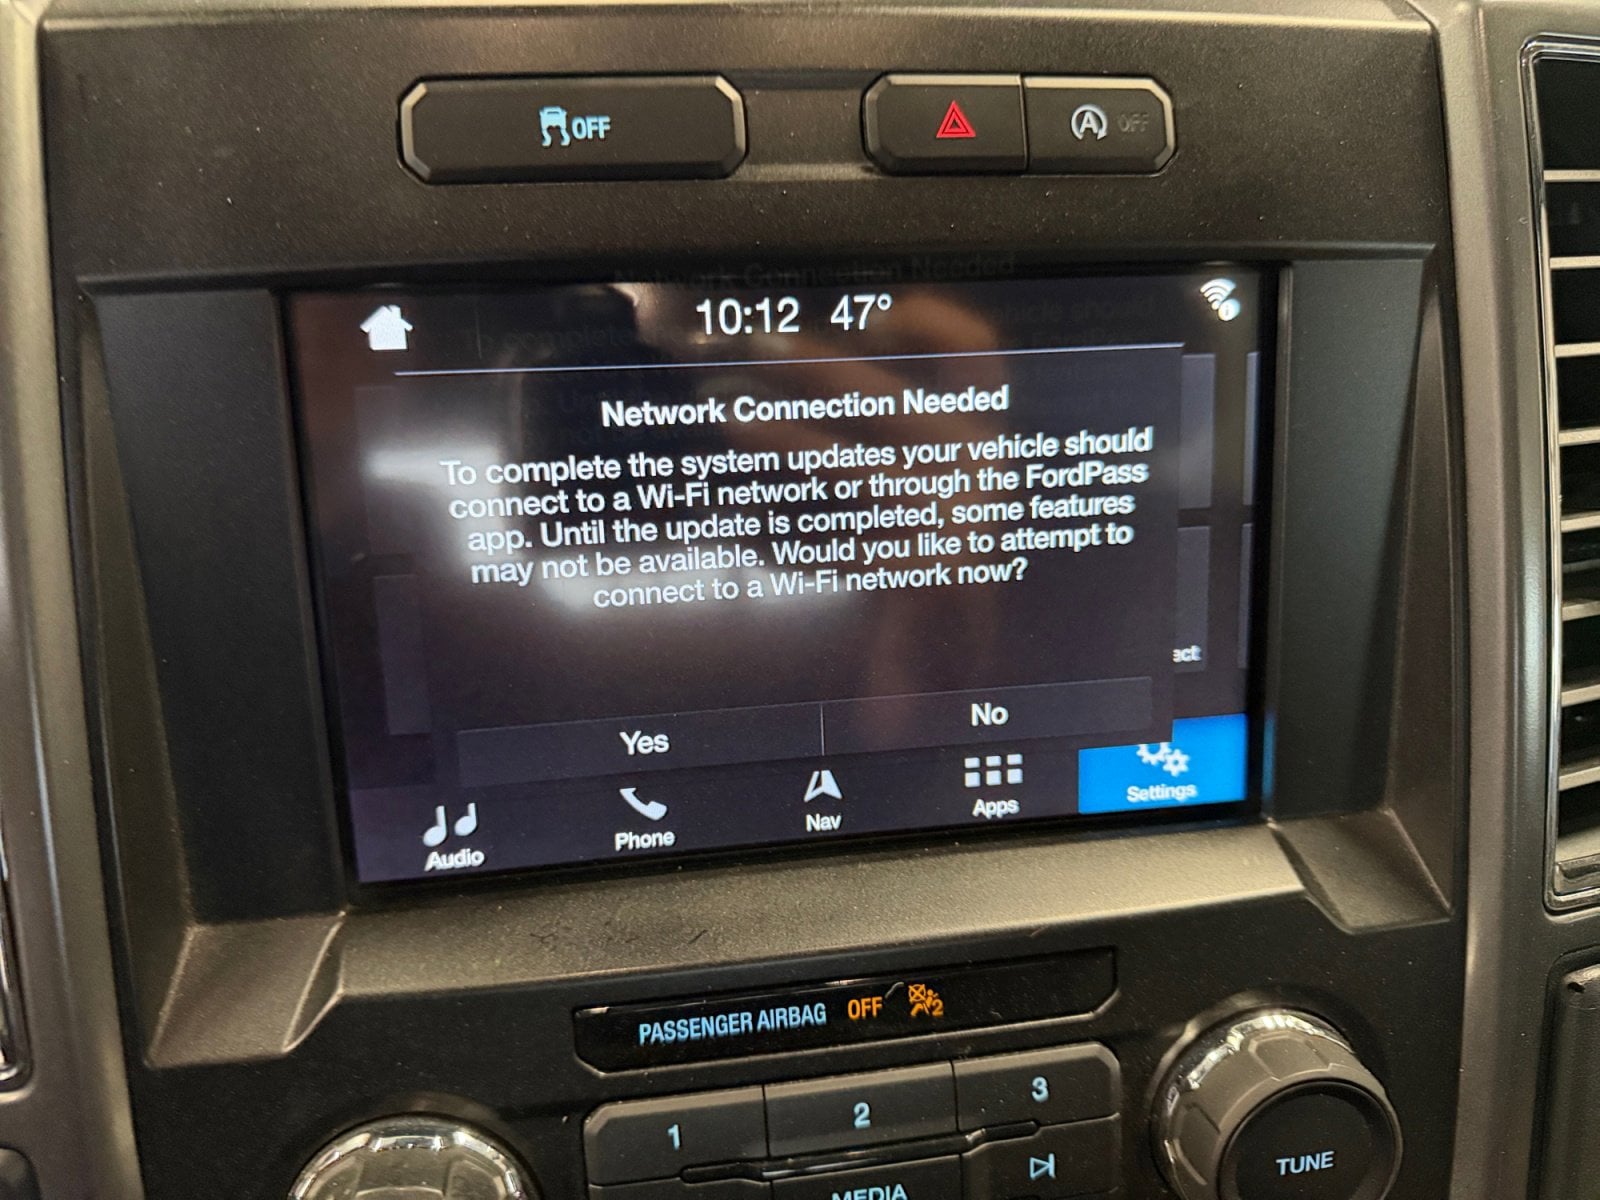 OFF
A OFF
10:12 47°
Network Connection Needed
To complete the system updates your vehicle should
connect to a Wi-Fi network or through the FordPass
app. Until the update is completed, some features
may not be available. Would you like to attempt to
connect to a Wi-Fi network now?
ect
Yes
No
Audio
Phone
Nav
Apps
Settings
PASSENGER AIRBAG OFF 2
1
2
3
MEDIA
TUNE